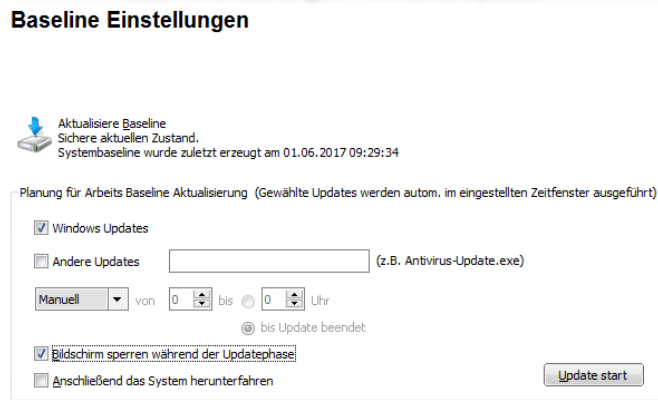 Baseline Einstellungen
Aktualisiere Baseline
Sichere aktuellen Zustand.
Systembaseline wurde zuletzt erzeugt am 01.06.2017 09:29:34
Planung für Arbeits Baseline Aktualisierung (Gewählte Updates werden autom. im eingestellten Zeitfenster ausgeführt)
Windows Updates
Andere Updates (z.B. Antivirus-Update.exe)
Manuell von 0 bis 0 Uhr
bis Update beendet
Bildschirm sperren während der Updatephase
Anschließend das System herunterfahren
Update start